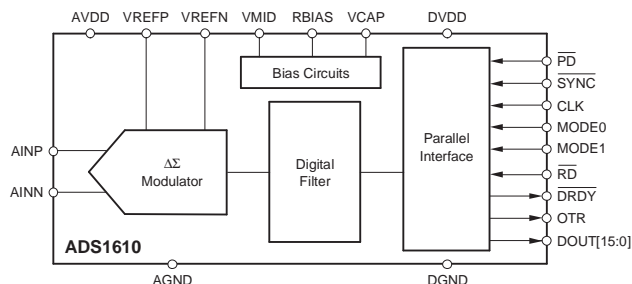 AVDD VREFP VREFN VMID RBIAS VCAP DVDD
Bias Circuits
PD
SYNC
CLK
MODE0
MODE1
RD
DRDY
OTR
DOUT[15:0]
AINP
AINN
ΔΣ
Modulator
Digital
Filter
Parallel
Interface
ADS1610
AGND DGND